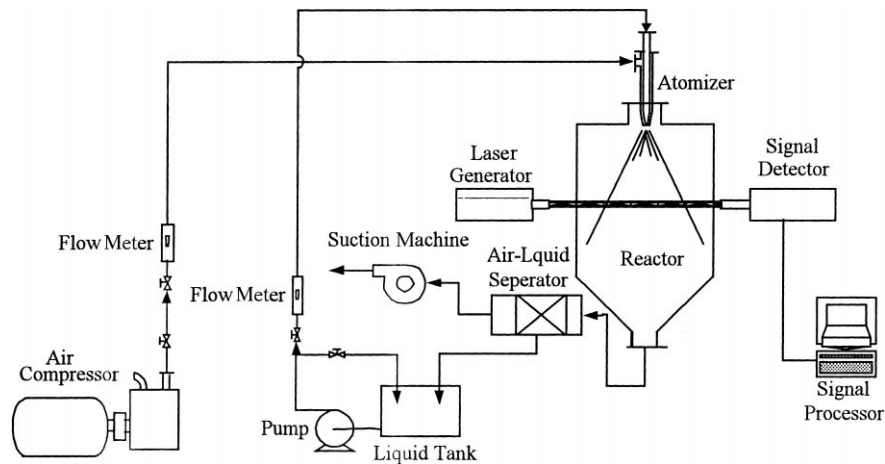 Atomizer
Laser
Generator
Signal
Detector
Flow Meter
Suction Machine
Air-Lquid
Seperator
Reactor
Flow Meter
Air
Compressor
Pump
Liquid Tank
Signal
Processor